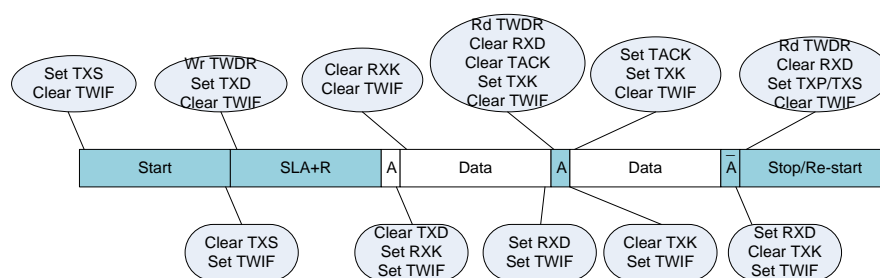 Set TXS
Clear TWIF
Wr TWDR
Set TXD
Clear TWIF
Clear RXK
Clear TWIF
Rd TWDR
Clear RXD
Clear TACK
Set TXK
Clear TWIF
Set TACK
Set TXK
Clear TWIF
Rd TWDR
Clear RXD
Set TXP/TXS
Clear TWIF
Start
SLA+R
A
Data
A
Data
A̅
Stop/Re-start
Clear TXS
Set TWIF
Clear TXD
Set RXK
Set TWIF
Set RXD
Set TWIF
Clear TXK
Set TWIF
Set RXD
Clear TXK
Set TWIF